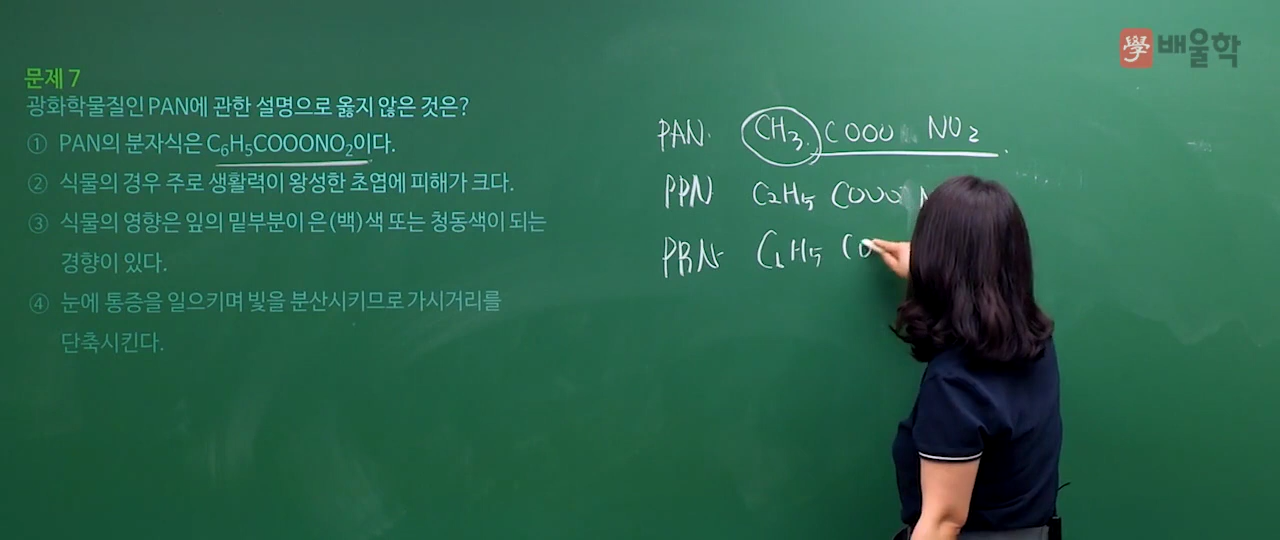 學 배울학
문제 7
광화학물질인 PAN에 관한 설명으로 옳지 않은 것은?
① PAN의 분자식은 C₆H₅COOONO₂이다.
② 식물의 경우 주로 생활력이 왕성한 초엽에 피해가 크다.
③ 식물의 영향은 잎의 밑부분이 은(백)색 또는 청동색이 되는
경향이 있다.
④ 눈에 통증을 일으키며 빛을 분산시키므로 가시거리를
단축시킨다.
PAN. CH₃. COOO NO₂
PPN C₂H₅ COOO
PBN C₆H₅ CO